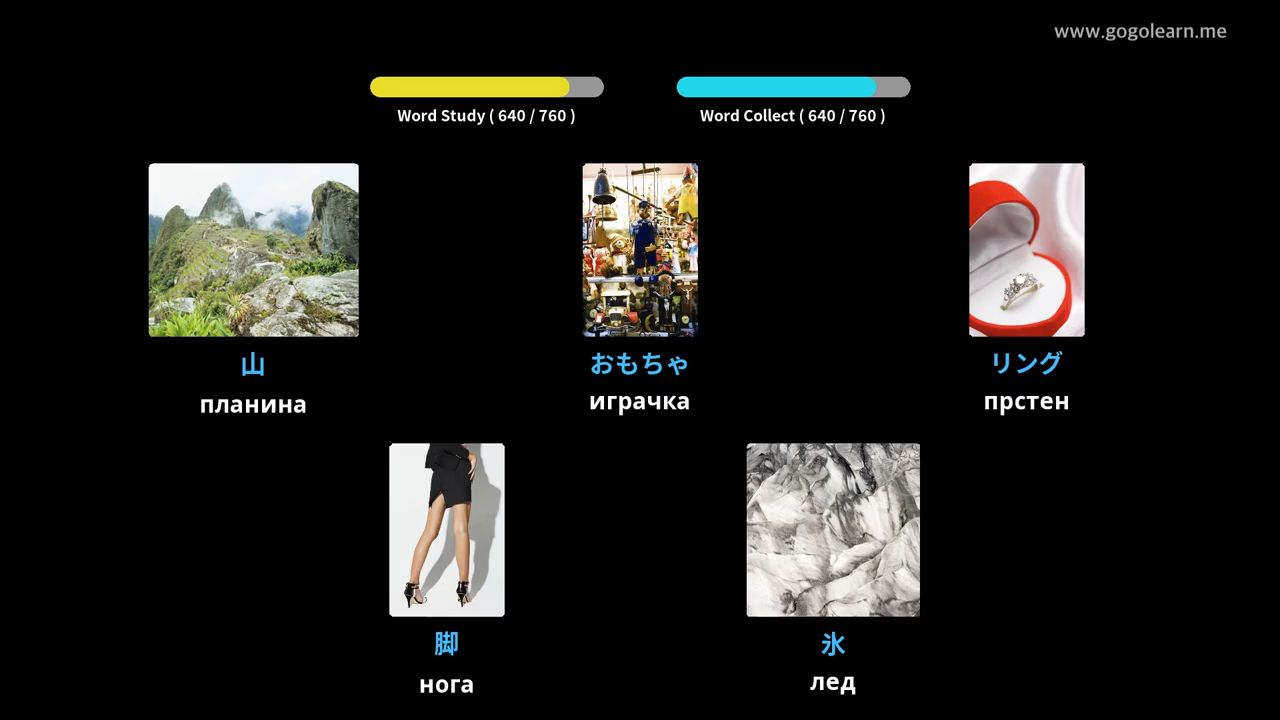 www.gogolearn.me
Word Study ( 640 / 760 )
Word Collect ( 640 / 760 )
山
おもちゃ
リング
планина
играчка
прстен
脚
氷
нога
лед